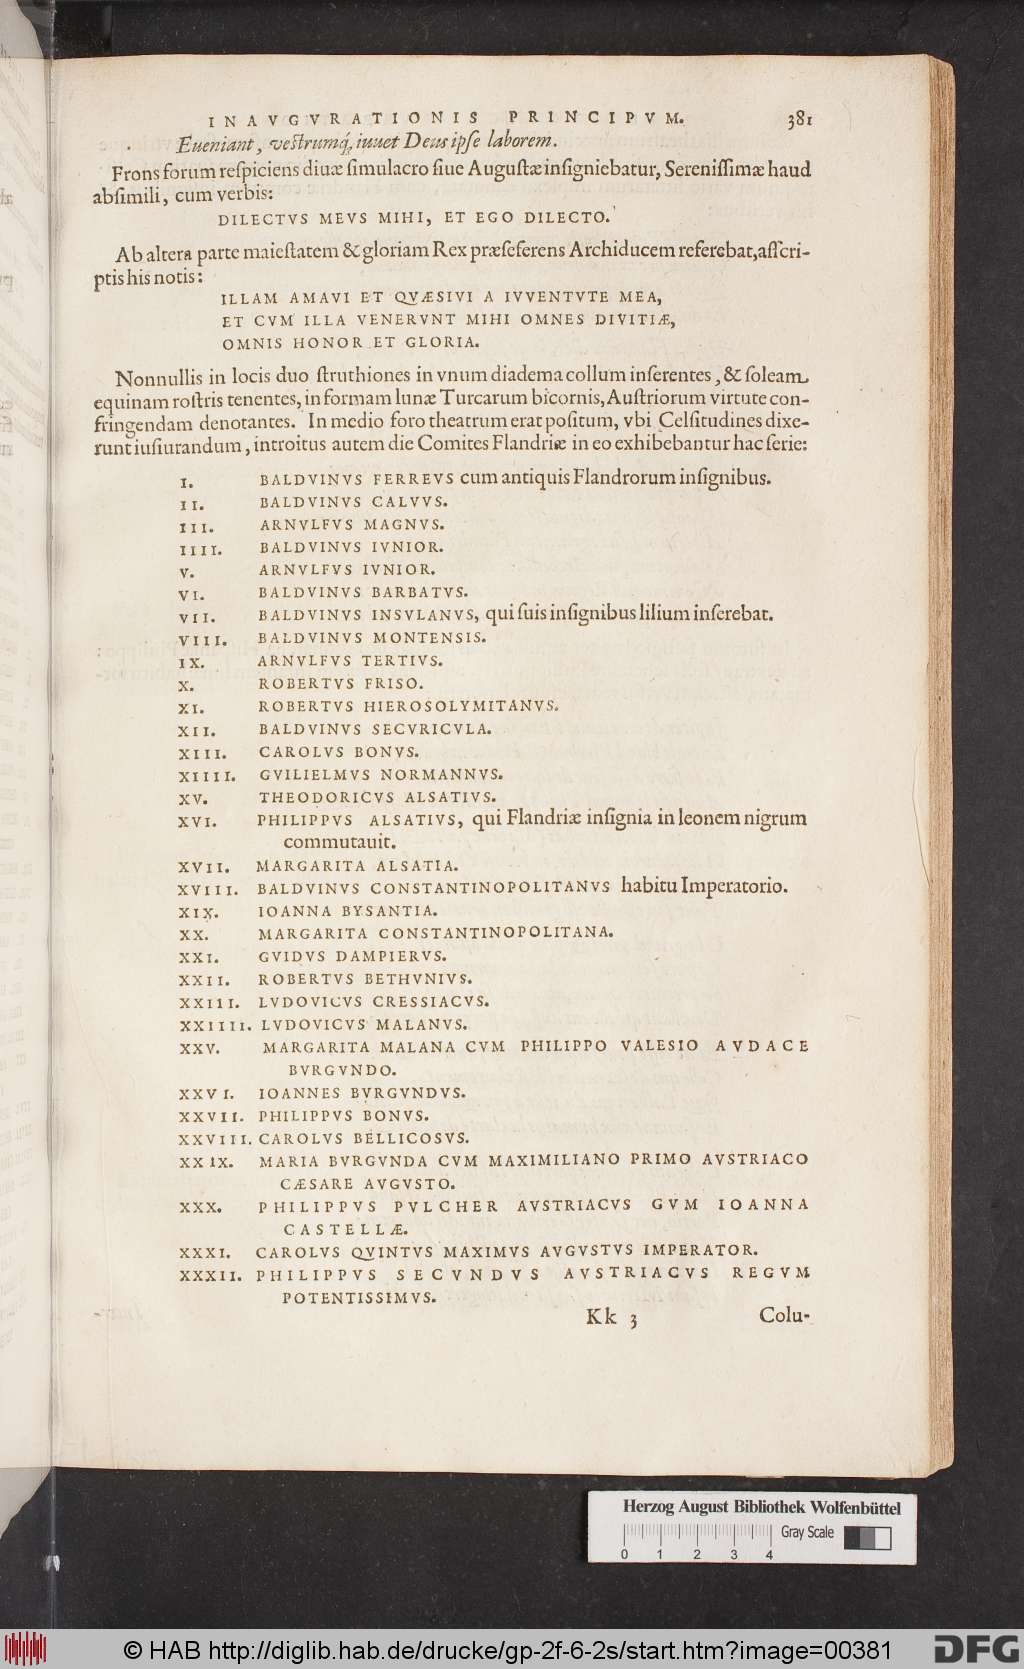 INAVGVRATIONIS PRINCIPVM. 381
Eueniant, vestrumq́; iuuet Deus ipse laborem.
Frons forum respiciens diuæ simulacro siue Augustæ insigniebatur, Serenissimæ haud
absimili, cum verbis:
DILECTVS MEVS MIHI, ET EGO DILECTO.
Ab altera parte maiestatem & gloriam Rex præseferens Archiducem referebat, asscri-
ptis his notis:
ILLAM AMAVI ET QVÆSIVI A IVVENTVTE MEA,
ET CVM ILLA VENERVNT MIHI OMNES DIVITIÆ,
OMNIS HONOR ET GLORIA.
Nonnullis in locis duo struthiones in vnum diadema collum inserentes, & soleam
equinam rostris tenentes, in formam lunæ Turcarum bicornis, Austriorum virtute con-
fringendam denotantes. In medio foro theatrum erat positum, vbi Celsitudines dixe-
runt iusiurandum, introitus autem die Comites Flandriæ in eo exhibebantur hac serie:
I. BALDVINVS FERREVS cum antiquis Flandrorum insignibus.
II. BALDVINVS CALVVS.
III. ARNVLFVS MAGNVS.
IIII. BALDVINVS IVNIOR.
V. ARNVLFVS IVNIOR.
VI. BALDVINVS BARBATVS.
VII. BALDVINVS INSVLANVS, qui suis insignibus lilium inserebat.
VIII. BALDVINVS MONTENSIS.
IX. ARNVLFVS TERTIVS.
X. ROBERTVS FRISO.
XI. ROBERTVS HIEROSOLYMITANVS.
XII. BALDVINVS SECVRICVLA.
XIII. CAROLVS BONVS.
XIIII. GVILIELMVS NORMANNVS.
XV. THEODORICVS ALSATIVS.
XVI. PHILIPPVS ALSATIVS, qui Flandriæ insignia in leonem nigrum
commutauit.
XVII. MARGARITA ALSATIA.
XVIII. BALDVINVS CONSTANTINOPOLITANVS habitu Imperatorio.
XIX. IOANNA BYSANTIA.
XX. MARGARITA CONSTANTINOPOLITANA.
XXI. GVIDVS DAMPIERVS.
XXII. ROBERTVS BETHVNIVS.
XXIII. LVDOVICVS CRESSIACVS.
XXIIII. LVDOVICVS MALANVS.
XXV. MARGARITA MALANA CVM PHILIPPO VALESIO AVDACE
BVRGVNDO.
XXVI. IOANNES BVRGVNDVS.
XXVII. PHILIPPVS BONVS.
XXVIII. CAROLVS BELLICOSVS.
XXIX. MARIA BVRGVNDA CVM MAXIMILIANO PRIMO AVSTRIACO
CÆSARE AVGVSTO.
XXX. PHILIPPVS PVLCHER AVSTRIACVS GVM IOANNA
CASTELLÆ.
XXXI. CAROLVS QVINTVS MAXIMVS AVGVSTVS IMPERATOR.
XXXII. PHILIPPVS SECVNDVS AVSTRIACVS REGVM
POTENTISSIMVS.
Kk 3 Colu-
Herzog August Bibliothek Wolfenbüttel
Gray Scale
0 1 2 3 4
© HAB http://diglib.hab.de/drucke/gp-2f-6-2s/start.htm?image=00381
DFG